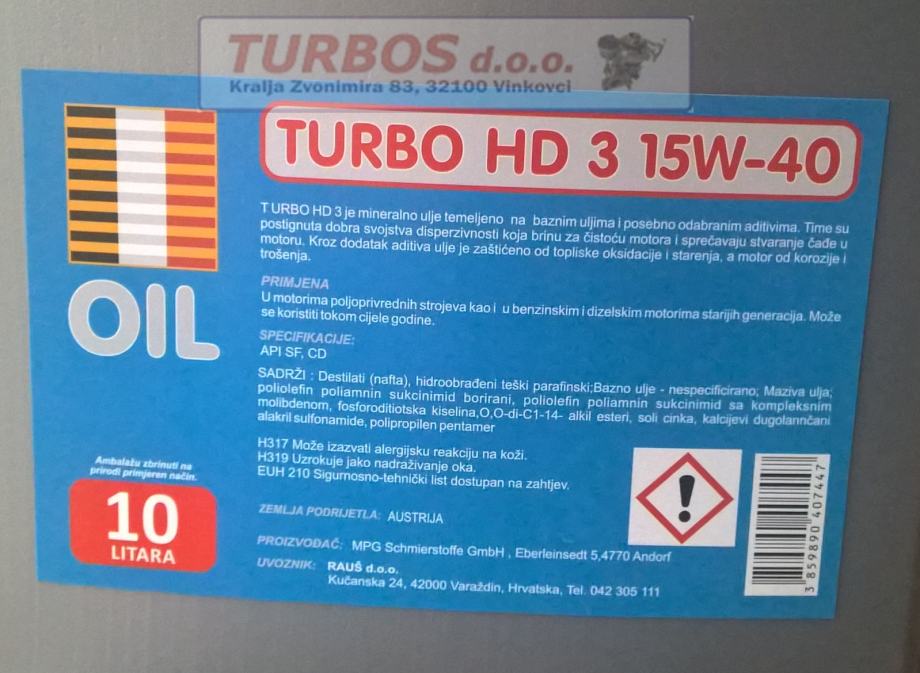 TURBOS d.o.o.
Kralja Zvonimira 83, 32100 Vinkovci
TURBO HD 3 15W-40
OIL
T URBO HD 3 je mineralno ulje temeljeno na baznim uljima i posebno odabranim aditivima. Time su
postignuta dobra svojstva disperzivnosti koja brinu za čistoću motora i sprečavaju stvaranje čađe u
motoru. Kroz dodatak aditiva ulje je zaštićeno od topliske oksidacije i starenja, a motor od korozije i
trošenja.
PRIMJENA
U motorima poljoprivrednih strojeva kao i u benzinskim i dizelskim motorima starijih generacija. Može
se koristiti tokom cijele godine.
SPECIFIKACIJE:
API SF, CD
SADRŽI : Destilati (nafta), hidroobrađeni teški parafinski;Bazno ulje - nespecificirano; Maziva ulja;
poliolefin poliamnin sukcinimid borirani, poliolefin poliamnin sukcinimid sa kompleksnim
molibdenom, fosforoditiotska kiselina,O,O-di-C1-14- alkil esteri, soli cinka, kalcijevi dugolannčani
alakril sulfonamide, polipropilen pentamer
H317 Može izazvati alergijsku reakciju na koži.
H319 Uzrokuje jako nadraživanje oka.
EUH 210 Sigurnosno-tehnički list dostupan na zahtjev.
Ambalažu zbrinuti na
prirodi primjeren način.
10
LITARA
ZEMLJA PODRIJETLA: AUSTRIJA
PROIZVOĐAČ: MPG Schmierstoffe GmbH , Eberleinsedt 5,4770 Andorf
UVOZNIK: RAUŠ d.o.o.
Kučanska 24, 42000 Varaždin, Hrvatska, Tel. 042 305 111
3 859890 407447